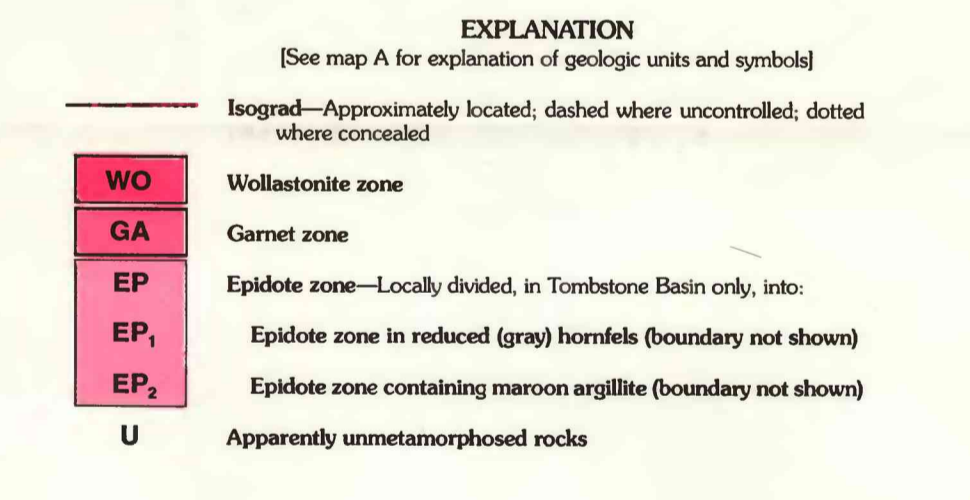 EXPLANATION
[See map A for explanation of geologic units and symbols]
Isograd—Approximately located; dashed where uncontrolled; dotted
where concealed
WO Wollastonite zone
GA Garnet zone
EP Epidote zone—Locally divided, in Tombstone Basin only, into:
EP₁ Epidote zone in reduced (gray) hornfels (boundary not shown)
EP₂ Epidote zone containing maroon argillite (boundary not shown)
U Apparently unmetamorphosed rocks